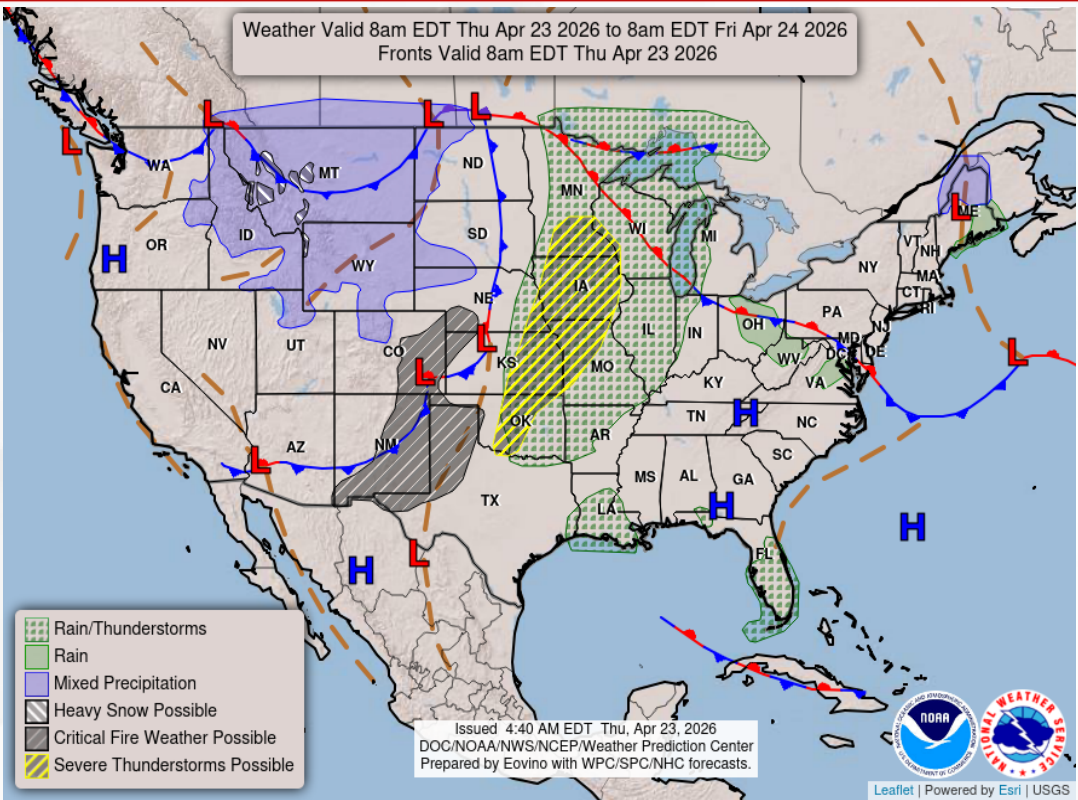 Weather Valid 8am EDT Thu Apr 23 2026 to 8am EDT Fri Apr 24 2026
Fronts Valid 8am EDT Thu Apr 23 2026
L
L
L
L
WA
MT
ND
MN
OR
ID
WY
SD
WI
MI
L
ME
VT
NH
NY
MA
CT
RI
H
NE
IA
PA
NJ
OH
MD
DE
DC
NV
UT
CO
L
KS
L
MO
IL
IN
WV
VA
KY
L
CA
AZ
L
NM
OK
AR
TN
H
NC
SC
TX
MS
AL
GA
LA
H
H
FL
H
L
Rain/Thunderstorms
Rain
Mixed Precipitation
Heavy Snow Possible
Critical Fire Weather Possible
Severe Thunderstorms Possible
Issued 4:40 AM EDT Thu, Apr 23, 2026
DOC/NOAA/NWS/NCEP/Weather Prediction Center
Prepared by Eovino with WPC/SPC/NHC forecasts.
NOAA
NATIONAL WEATHER SERVICE
Leaflet | Powered by Esri | USGS